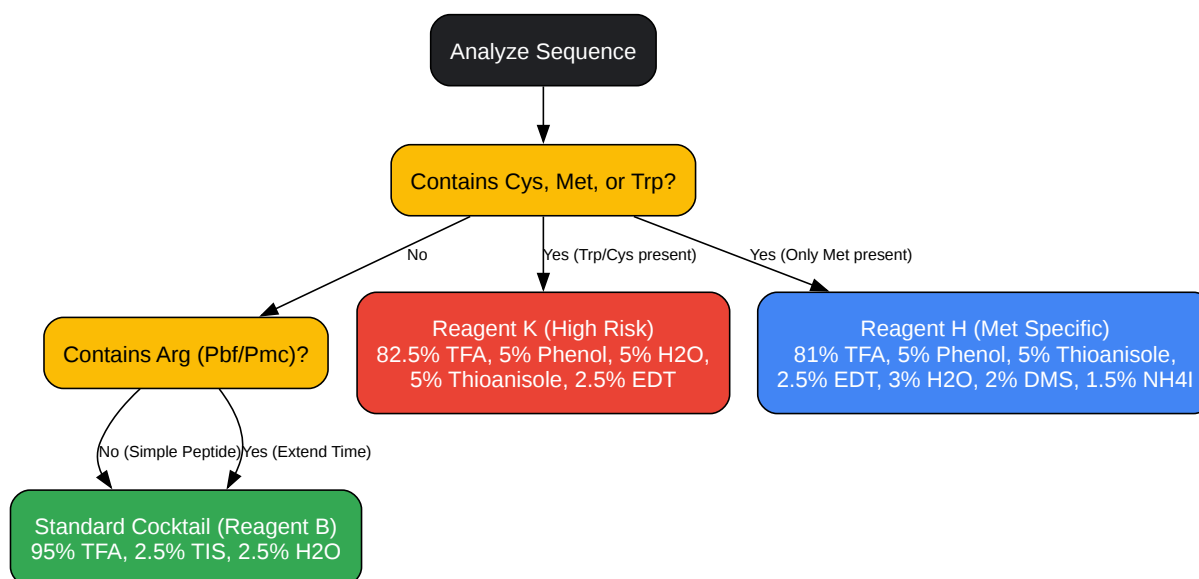 Analyze Sequence
Contains Cys, Met, or Trp?
No
Yes (Trp/Cys present)
Yes (Only Met present)
Contains Arg (Pbf/Pmc)?
Reagent K (High Risk)
82.5% TFA, 5% Phenol, 5% H2O,
5% Thioanisole, 2.5% EDT
Reagent H (Met Specific)
81% TFA, 5% Phenol, 5% Thioanisole,
2.5% EDT, 3% H2O, 2% DMS, 1.5% NH4I
No (Simple Peptide)
Yes (Extend Time)
Standard Cocktail (Reagent B)
95% TFA, 2.5% TIS, 2.5% H2O